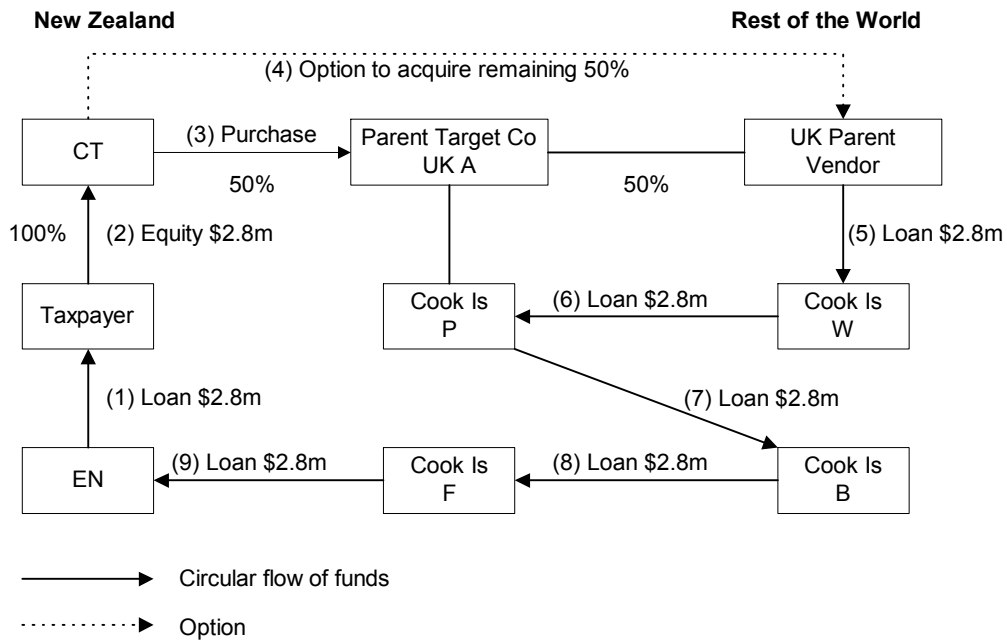 New Zealand
Rest of the World
(4) Option to acquire remaining 50%
CT
(3) Purchase
50%
Parent Target Co
UK A
50%
UK Parent
Vendor
100%
(2) Equity $2.8m
(5) Loan $2.8m
Taxpayer
Cook Is
P
(6) Loan $2.8m
Cook Is
W
(1) Loan $2.8m
(7) Loan $2.8m
EN
(9) Loan $2.8m
Cook Is
F
(8) Loan $2.8m
Cook Is
B
Circular flow of funds
Option